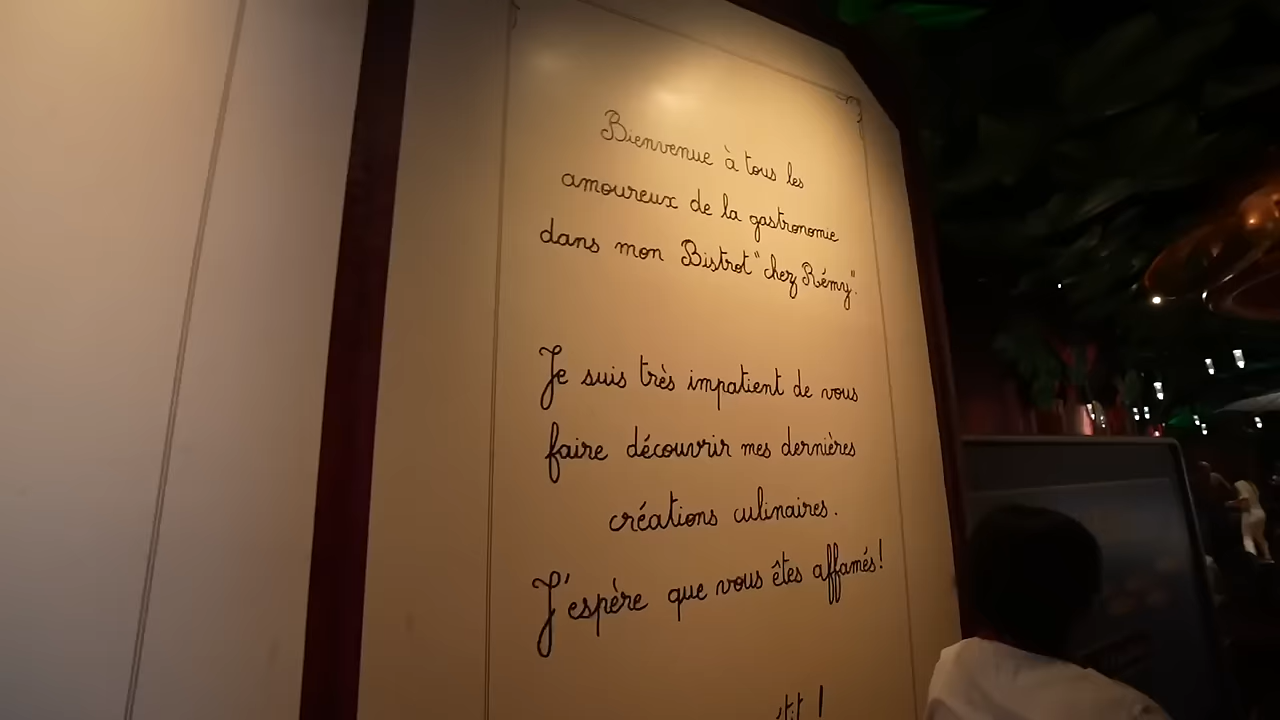 Bienvenue à tous les
amoureux de la gastronomie
dans mon Bistrot "chez Rémy".
Je suis très impatient de vous
faire découvrir mes dernières
créations culinaires.
J'espère que vous êtes affamés!